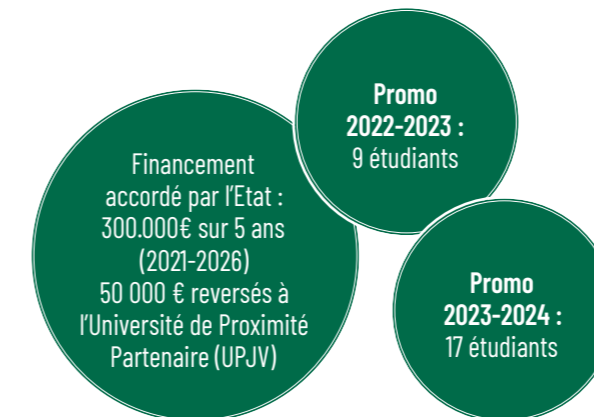 Promo
2022-2023 :
9 étudiants
Financement
accordé par l'Etat :
300.000€ sur 5 ans
(2021-2026)
50 000 € reversés à
l'Université de Proximité
Partenaire (UPJV)
Promo
2023-2024 :
17 étudiants